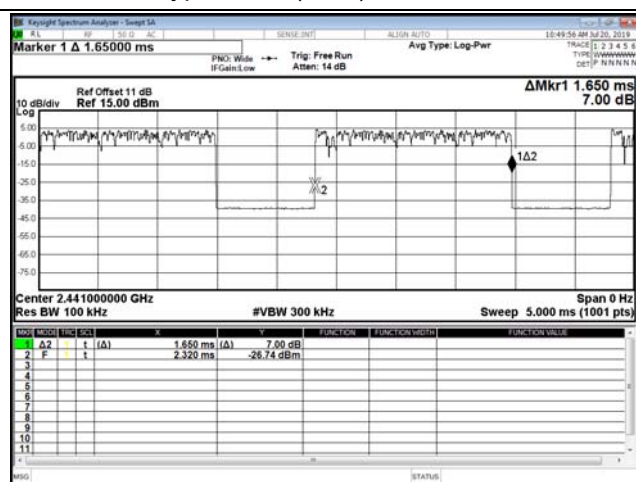 Keysight Spectrum Analyzer - Swept SA
RL RF 50 Ω AC SENSE:INT ALIGN AUTO 10:49:56 AM Jul 20, 2019
Marker 1 Δ 1.65000 ms
PNO: Wide Trig: Free Run Avg Type: Log-Pwr
IFGain:Low Atten: 14 dB
TRACE 1 2 3 4 5 6
TYPE WWWWWW
DET P NNNNN
ΔMkr1 1.650 ms
7.00 dB
Ref Offset 11 dB
10 dB/div Ref 15.00 dBm
Log
5.00
-5.00
-15.0
1Δ2
-25.0
2
-35.0
-45.0
-55.0
-65.0
-75.0
Center 2.441000000 GHz Span 0 Hz
Res BW 100 kHz #VBW 300 kHz Sweep 5.000 ms (1001 pts)
MKR MODE TRC SCL X Y FUNCTION FUNCTION WIDTH FUNCTION VALUE
1 Δ2 1 t (Δ) 1.650 ms (Δ) 7.00 dB
2 F 1 t 2.320 ms -26.74 dBm
3
4
5
6
7
8
9
10
11
MSG STATUS